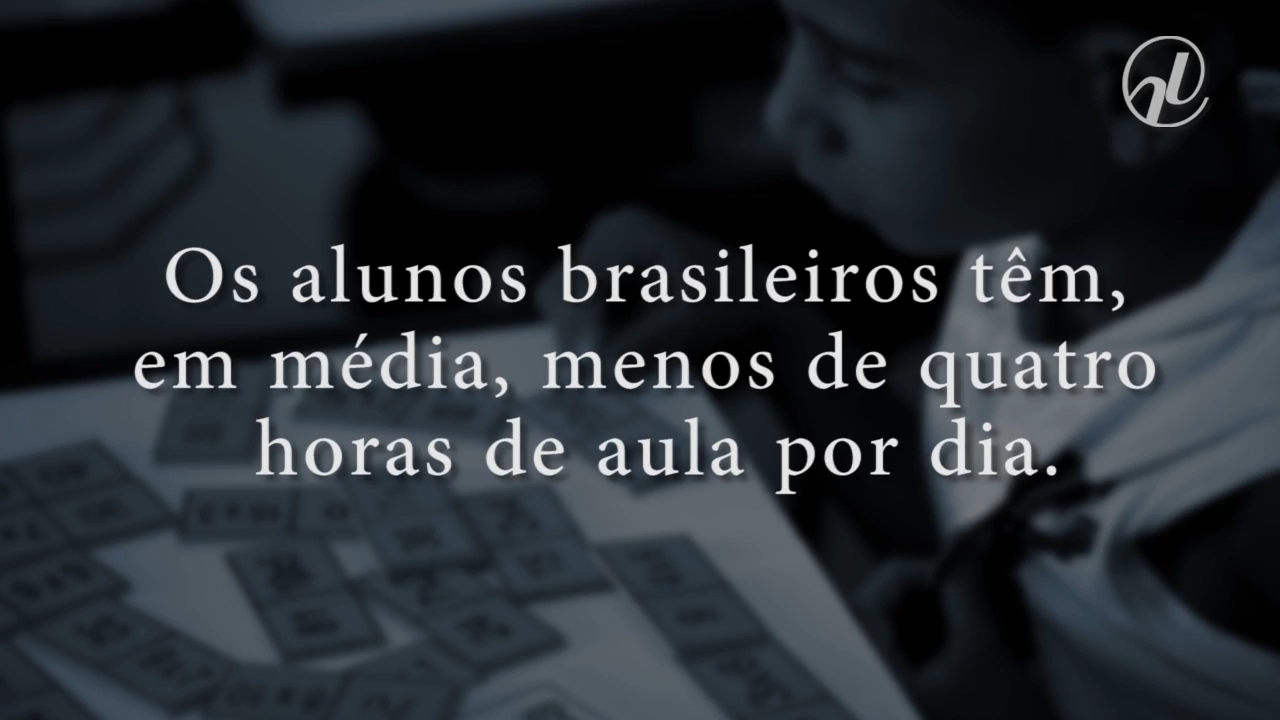 Os alunos brasileiros têm,
em média, menos de quatro
horas de aula por dia.